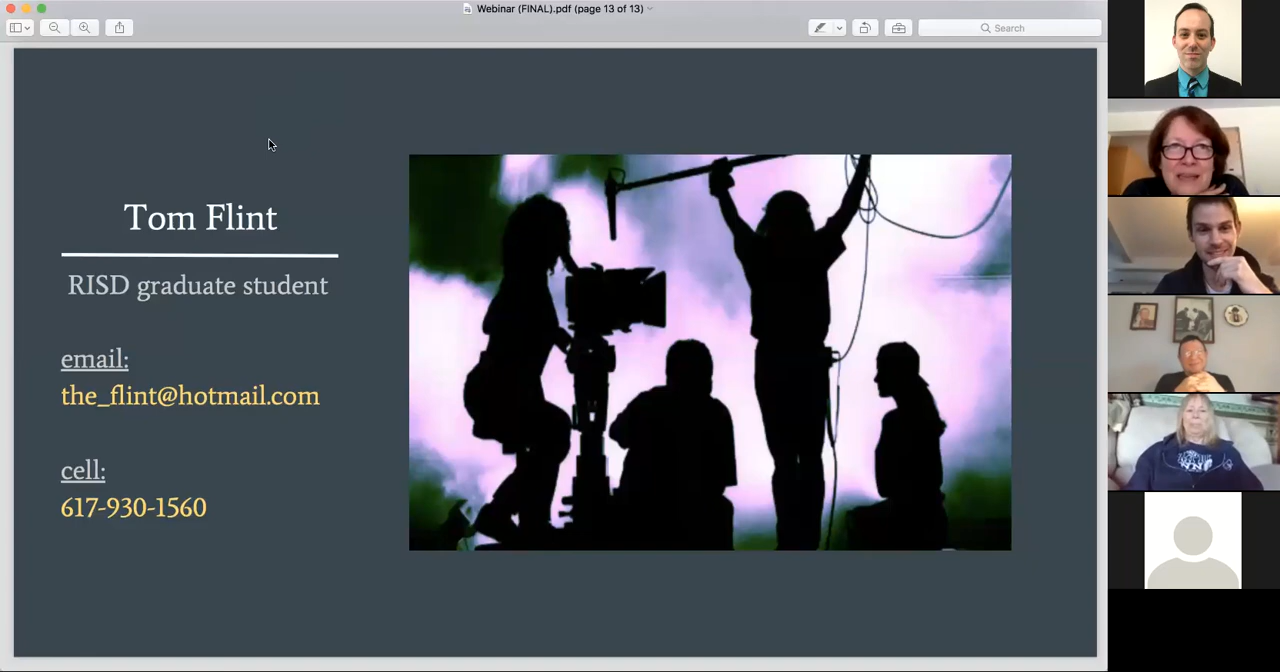 Webinar (FINAL).pdf (page 13 of 13)
Search
Tom Flint
RISD graduate student
email:
the_flint@hotmail.com
cell:
617-930-1560